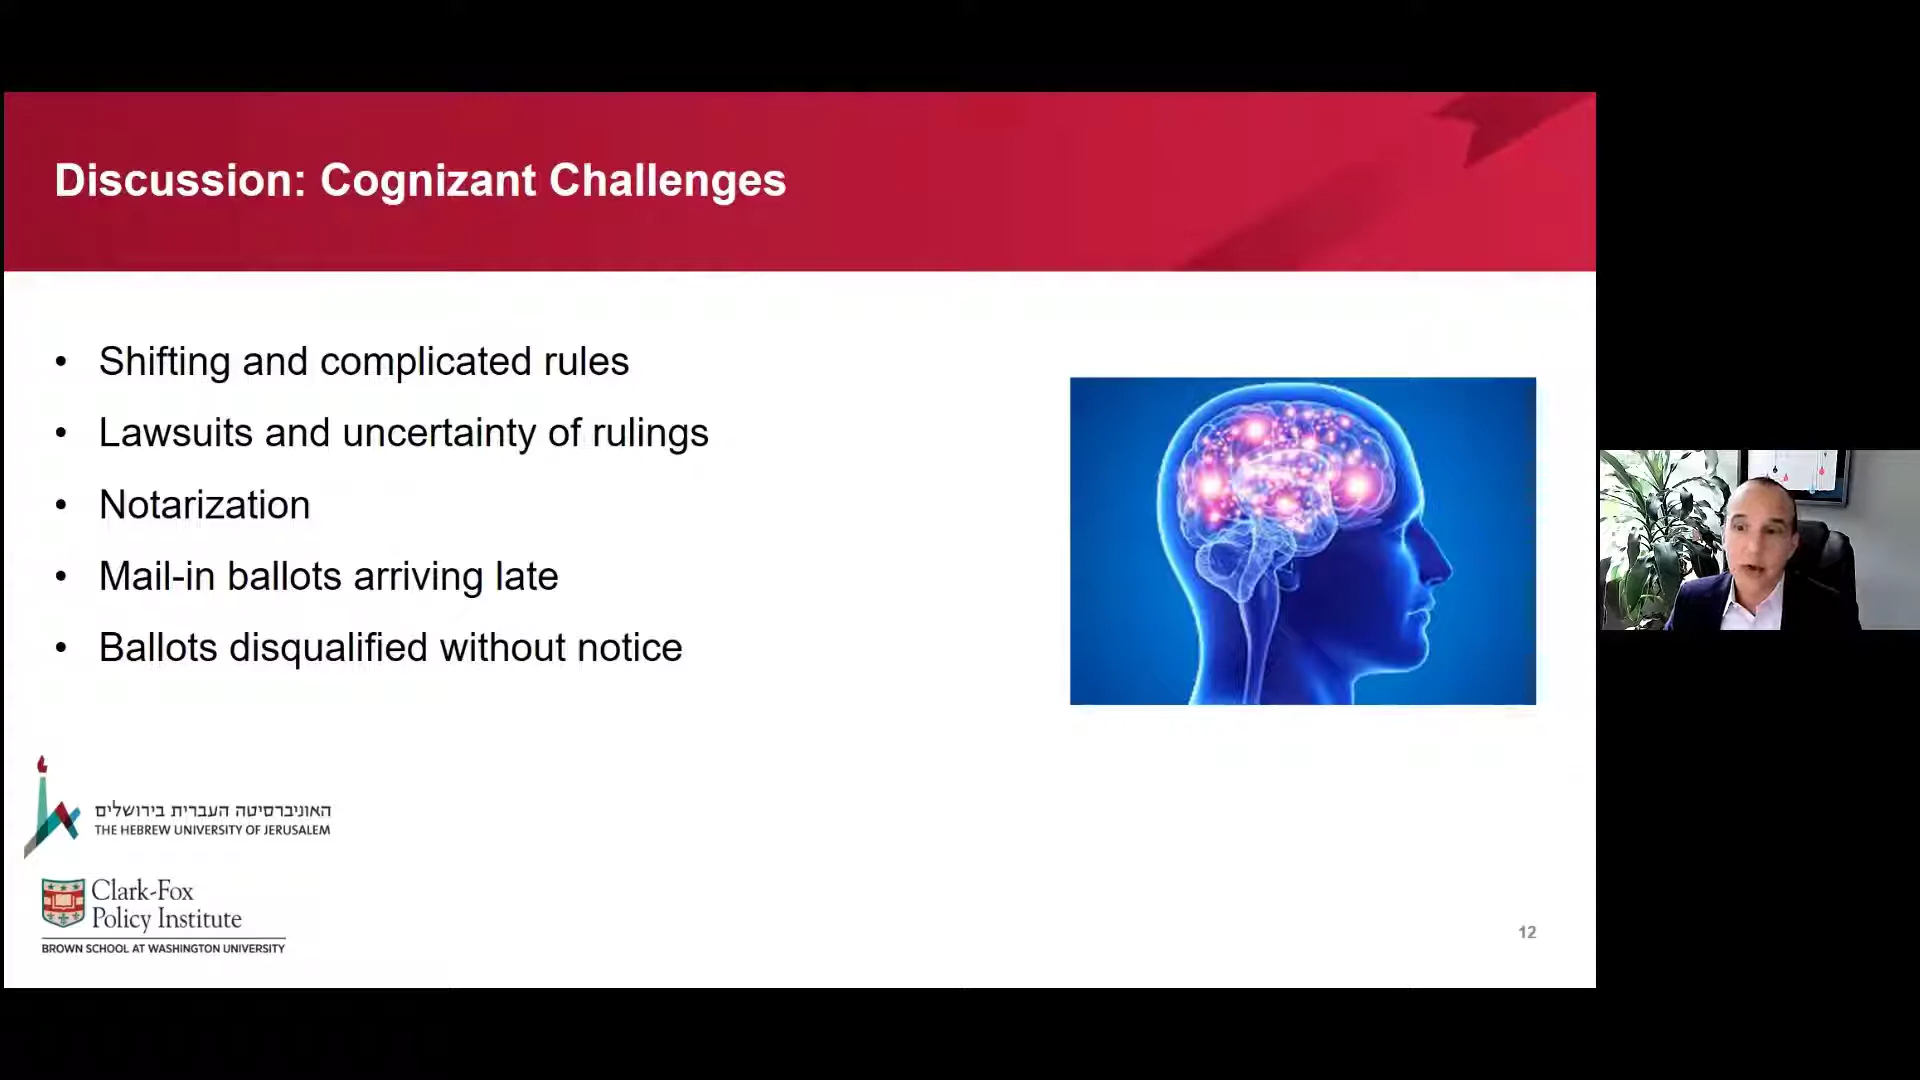 Discussion: Cognizant Challenges
• Shifting and complicated rules
• Lawsuits and uncertainty of rulings
• Notarization
• Mail-in ballots arriving late
• Ballots disqualified without notice
האוניברסיטה העברית בירושלים
THE HEBREW UNIVERSITY OF JERUSALEM
Clark-Fox
Policy Institute
BROWN SCHOOL AT WASHINGTON UNIVERSITY
12